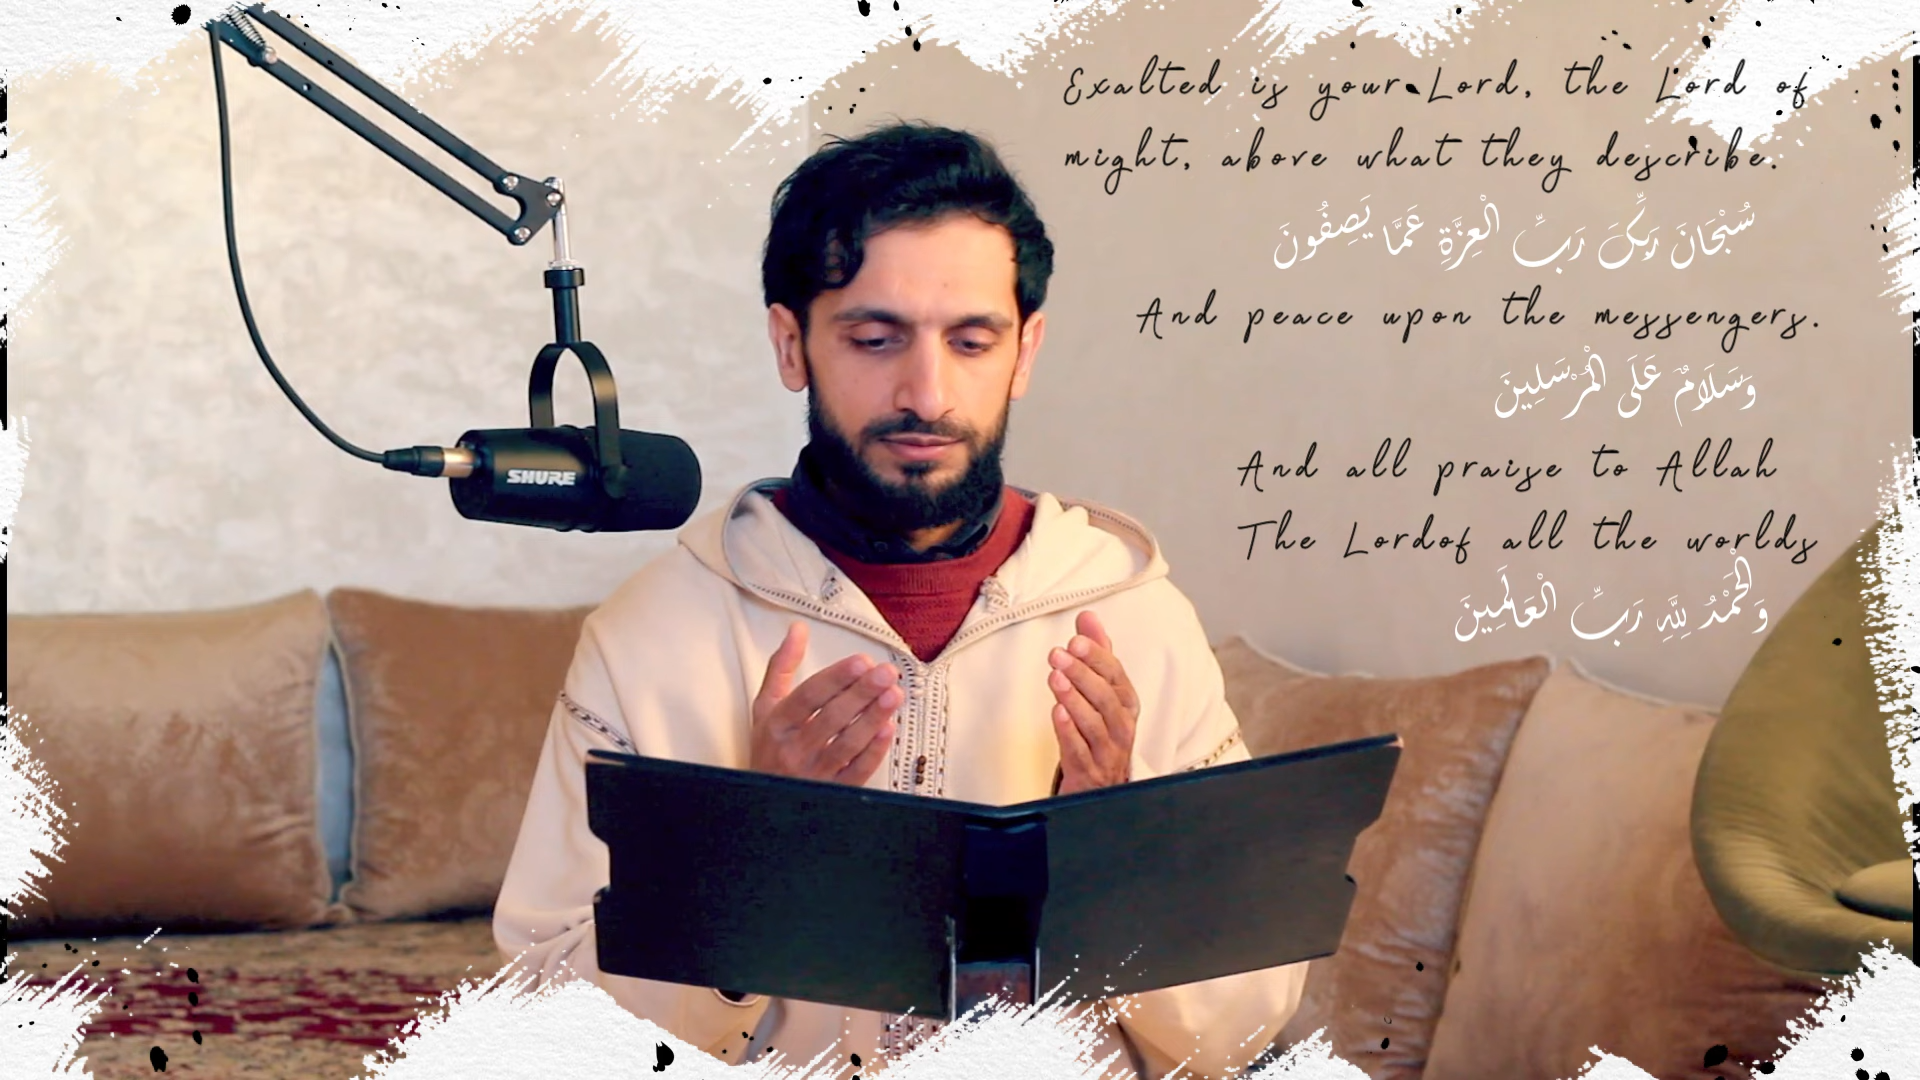 Exalted is your Lord, the Lord of
might, above what they describe.
سُبْحَانَ رَبِّكَ رَبِّ الْعِزَّةِ عَمَّا يَصِفُونَ
And peace upon the messengers.
وَسَلَامٌ عَلَى الْمُرْسَلِينَ
And all praise to Allah
The Lordof all the worlds
وَالْحَمْدُ لِلَّهِ رَبِّ الْعَالَمِينَ
SHURE